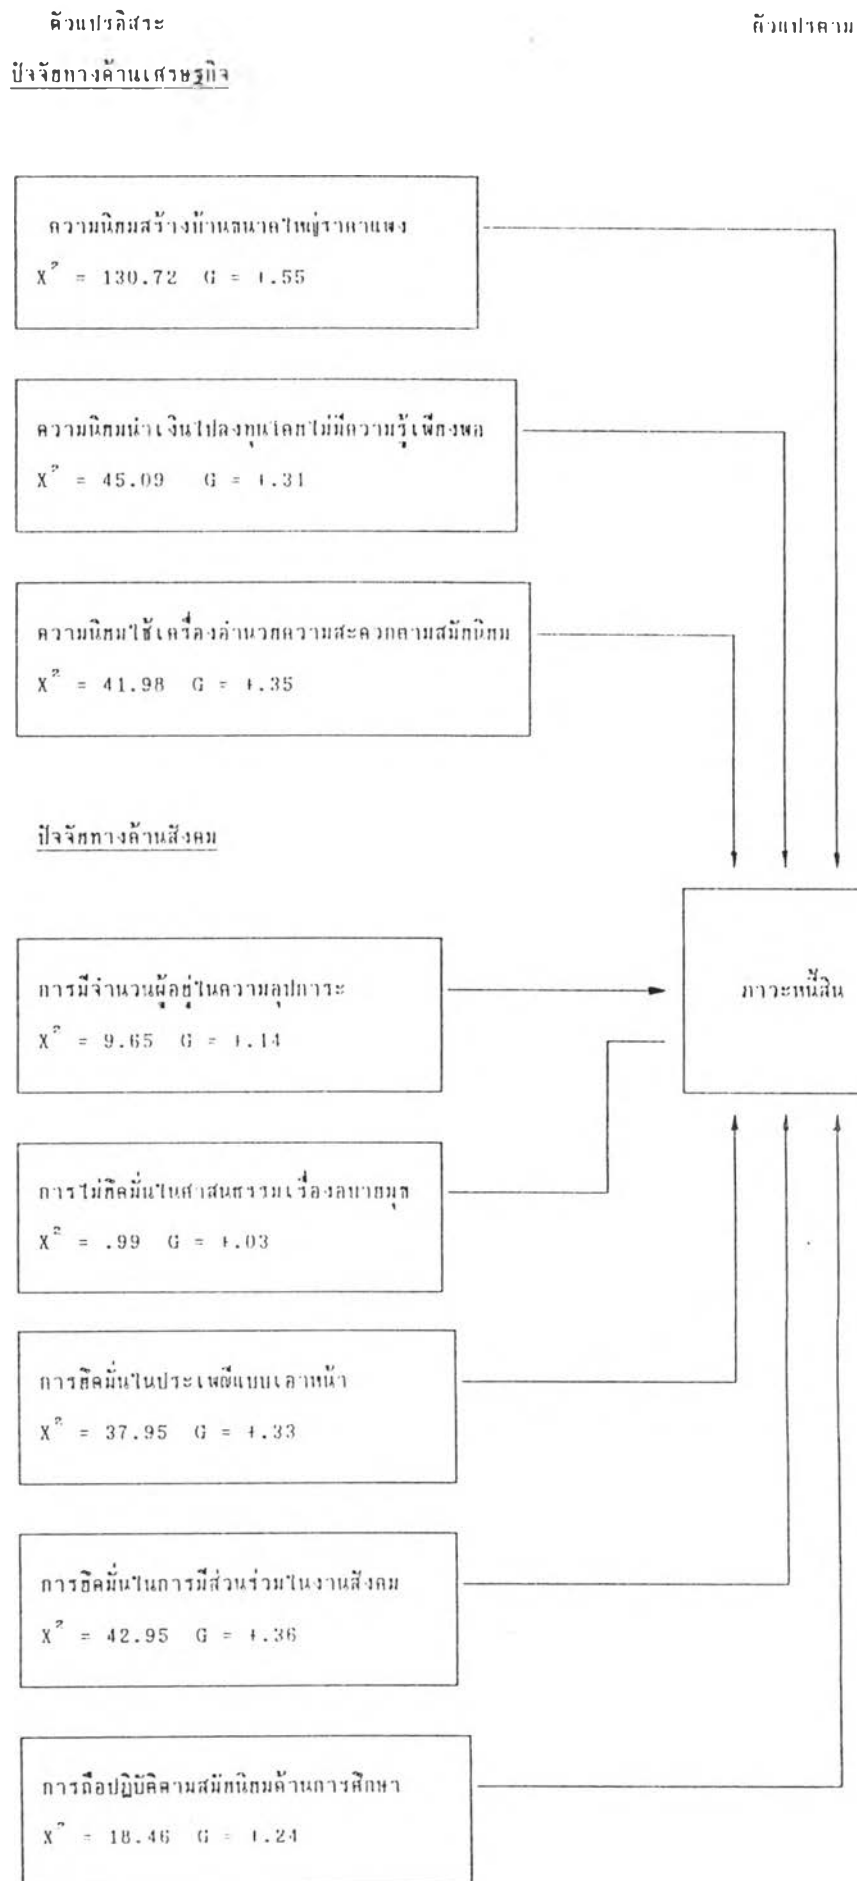 ตัวแปรอิสระ
ตัวแปรตาม
ปัจจัยทางด้านเศรษฐกิจ
ความนิยมสร้างบ้านขนาดใหญ่ราคาแพง
X² = 130.72 G = +.55
ความนิยมนำเงินไปลงทุนโดยไม่มีความรู้เพียงพอ
X² = 45.09 G = +.31
ความนิยมใช้เครื่องอำนวยความสะดวกตามสมัยนิยม
X² = 41.98 G = +.35
ปัจจัยทางด้านสังคม
การมีจำนวนผู้อยู่ในความอุปการะ
X² = 9.65 G = +.14
ภาวะหนี้สิน
การไม่ยึดมั่นในศาสนธรรมเรื่องอบายมุข
X² = .99 G = +.03
การยึดมั่นในประเพณีแบบเอาหน้า
X² = 37.95 G = +.33
การยึดมั่นในการมีส่วนร่วมในงานสังคม
X² = 42.95 G = +.36
การถือปฏิบัติตามสมัยนิยมด้านการศึกษา
X² = 18.46 G = +.24